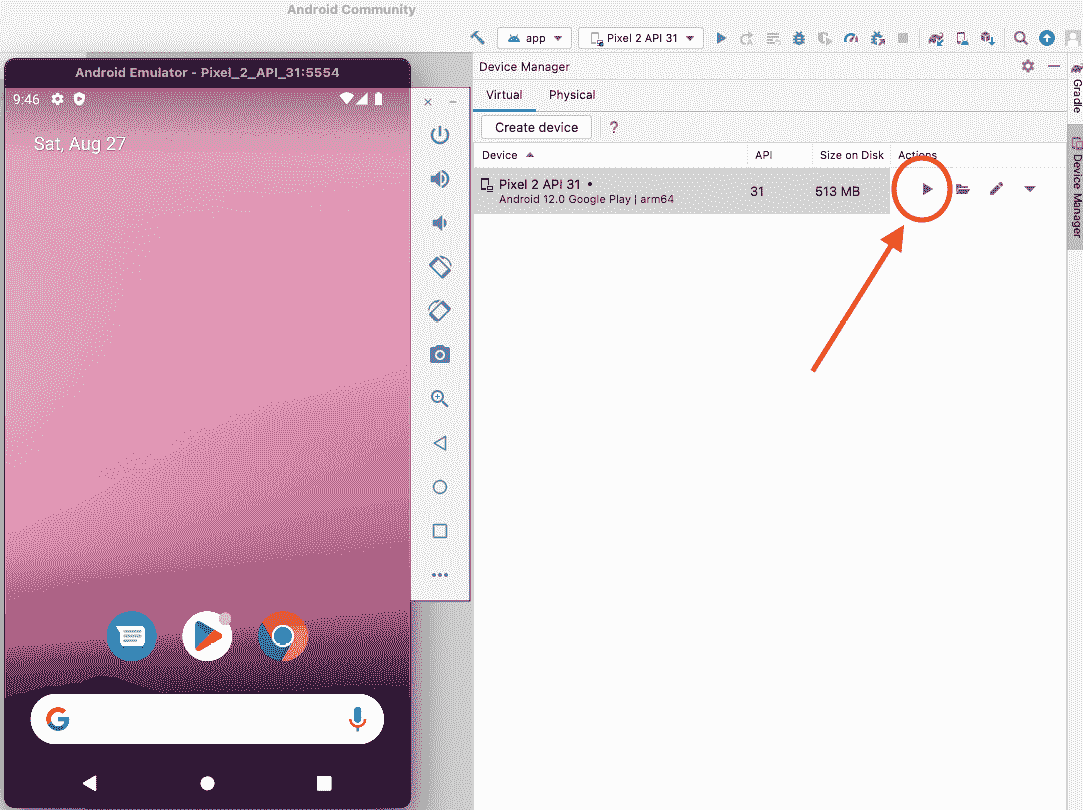 Android Community
app
Pixel 2 API 31
Android Emulator - Pixel_2_API_31:5554
9:46
Sat, Aug 27
Device Manager
Virtual
Physical
Create device
?
Device
API
Size on Disk
Actions
Pixel 2 API 31
31
513 MB
Android 12.0 Google Play | arm64
Gradle
Device Manager